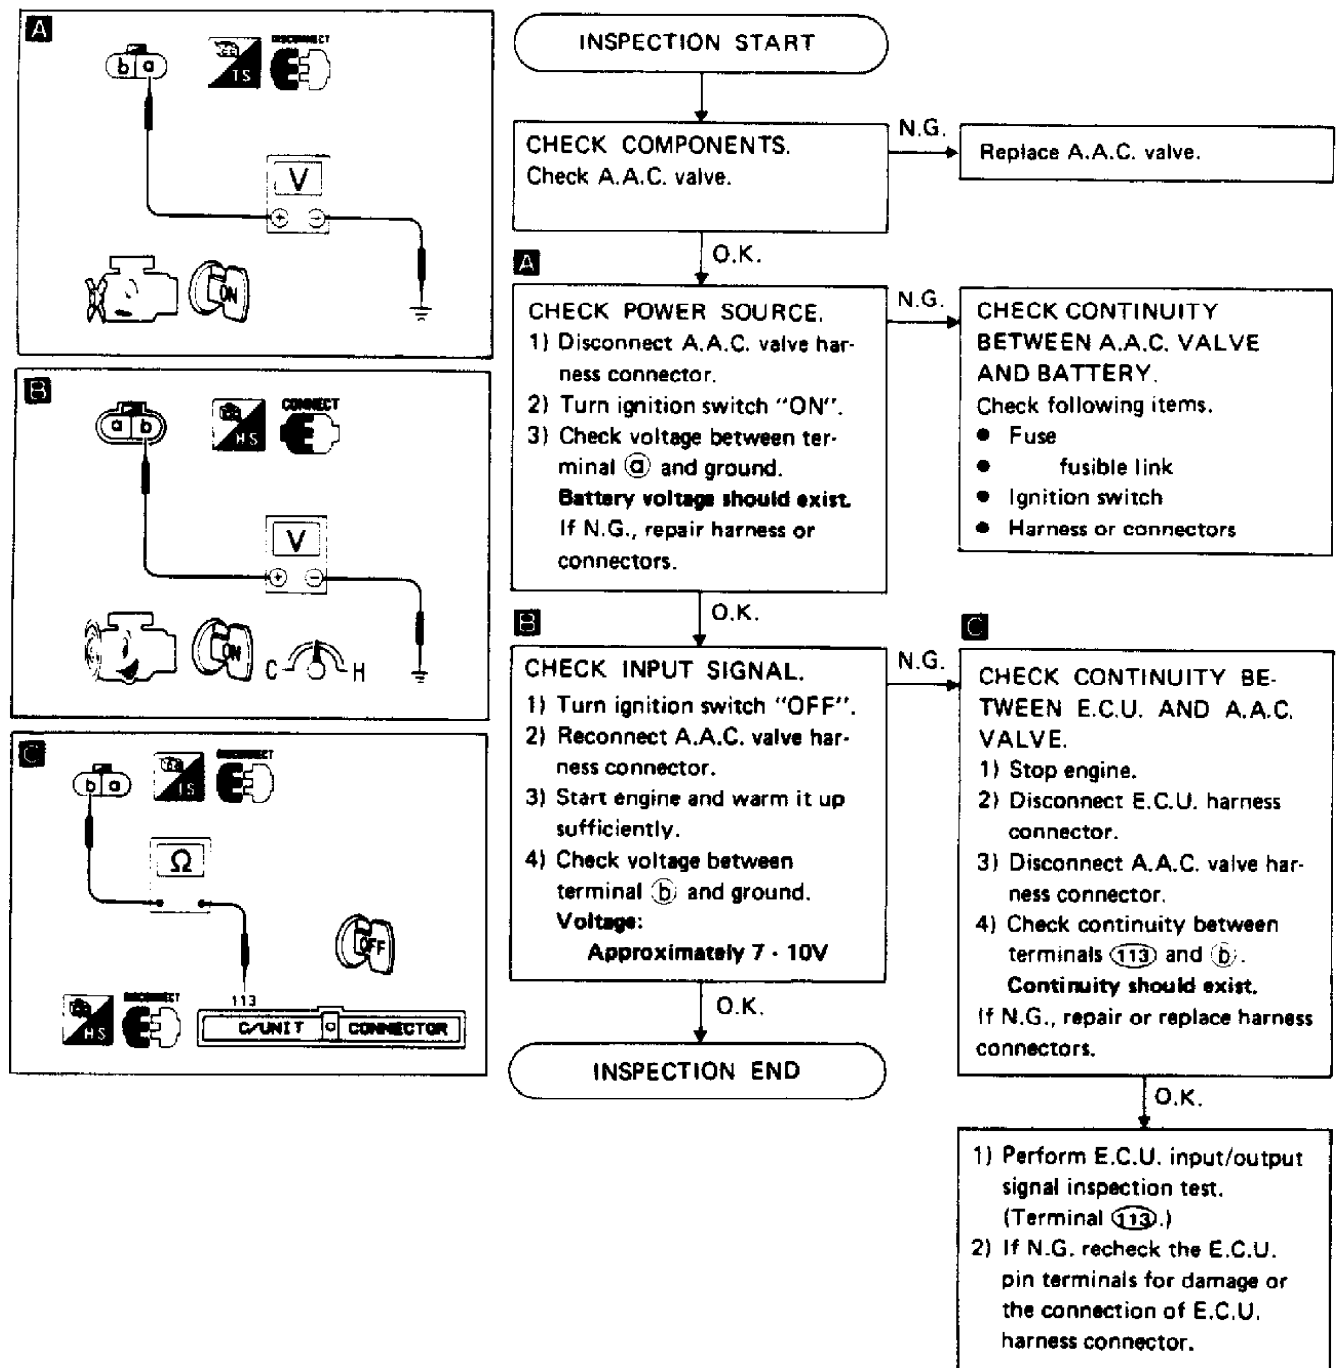 A
b a
T S
DISCONNECT
V
+ −
ON
B
a b
H S
CONNECT
V
+ −
ON
C H
C
b a
T S
DISCONNECT
Ω
OFF
H S
DISCONNECT
113
C/UNIT CONNECTOR
INSPECTION START
CHECK COMPONENTS.
Check A.A.C. valve.
N.G.
Replace A.A.C. valve.
O.K.
A
CHECK POWER SOURCE.
1) Disconnect A.A.C. valve har-
ness connector.
2) Turn ignition switch "ON".
3) Check voltage between ter-
minal ⓐ and ground.
Battery voltage should exist.
If N.G., repair harness or
connectors.
N.G.
CHECK CONTINUITY
BETWEEN A.A.C. VALVE
AND BATTERY.
Check following items.
● Fuse
● fusible link
● Ignition switch
● Harness or connectors
O.K.
B
CHECK INPUT SIGNAL.
1) Turn ignition switch "OFF".
2) Reconnect A.A.C. valve har-
ness connector.
3) Start engine and warm it up
sufficiently.
4) Check voltage between
terminal ⓑ and ground.
Voltage:
Approximately 7 - 10V
N.G.
C
CHECK CONTINUITY BE-
TWEEN E.C.U. AND A.A.C.
VALVE.
1) Stop engine.
2) Disconnect E.C.U. harness
connector.
3) Disconnect A.A.C. valve har-
ness connector.
4) Check continuity between
terminals (113) and ⓑ.
Continuity should exist.
If N.G., repair or replace harness
connectors.
O.K.
INSPECTION END
O.K.
1) Perform E.C.U. input/output
signal inspection test.
(Terminal (113).)
2) If N.G. recheck the E.C.U.
pin terminals for damage or
the connection of E.C.U.
harness connector.